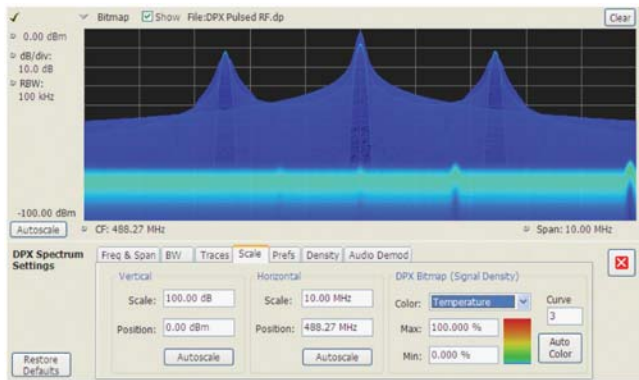 Bitmap Show File:DPX Pulsed RF.dp Clear
0.00 dBm
dB/div:
10.0 dB
RBW:
100 kHz
-100.00 dBm
Autoscale CF: 488.27 MHz Span: 10.00 MHz
DPX Spectrum Settings
Freq & Span BW Traces Scale Prefs Density Audio Demod
Vertical Horizontal DPX Bitmap (Signal Density)
Scale: 100.00 dB Scale: 10.00 MHz Color: Temperature Curve
3
Position: 0.00 dBm Position: 488.27 MHz Max: 100.000 %
Autoscale Autoscale Min: 0.000 % Auto Color
Restore Defaults